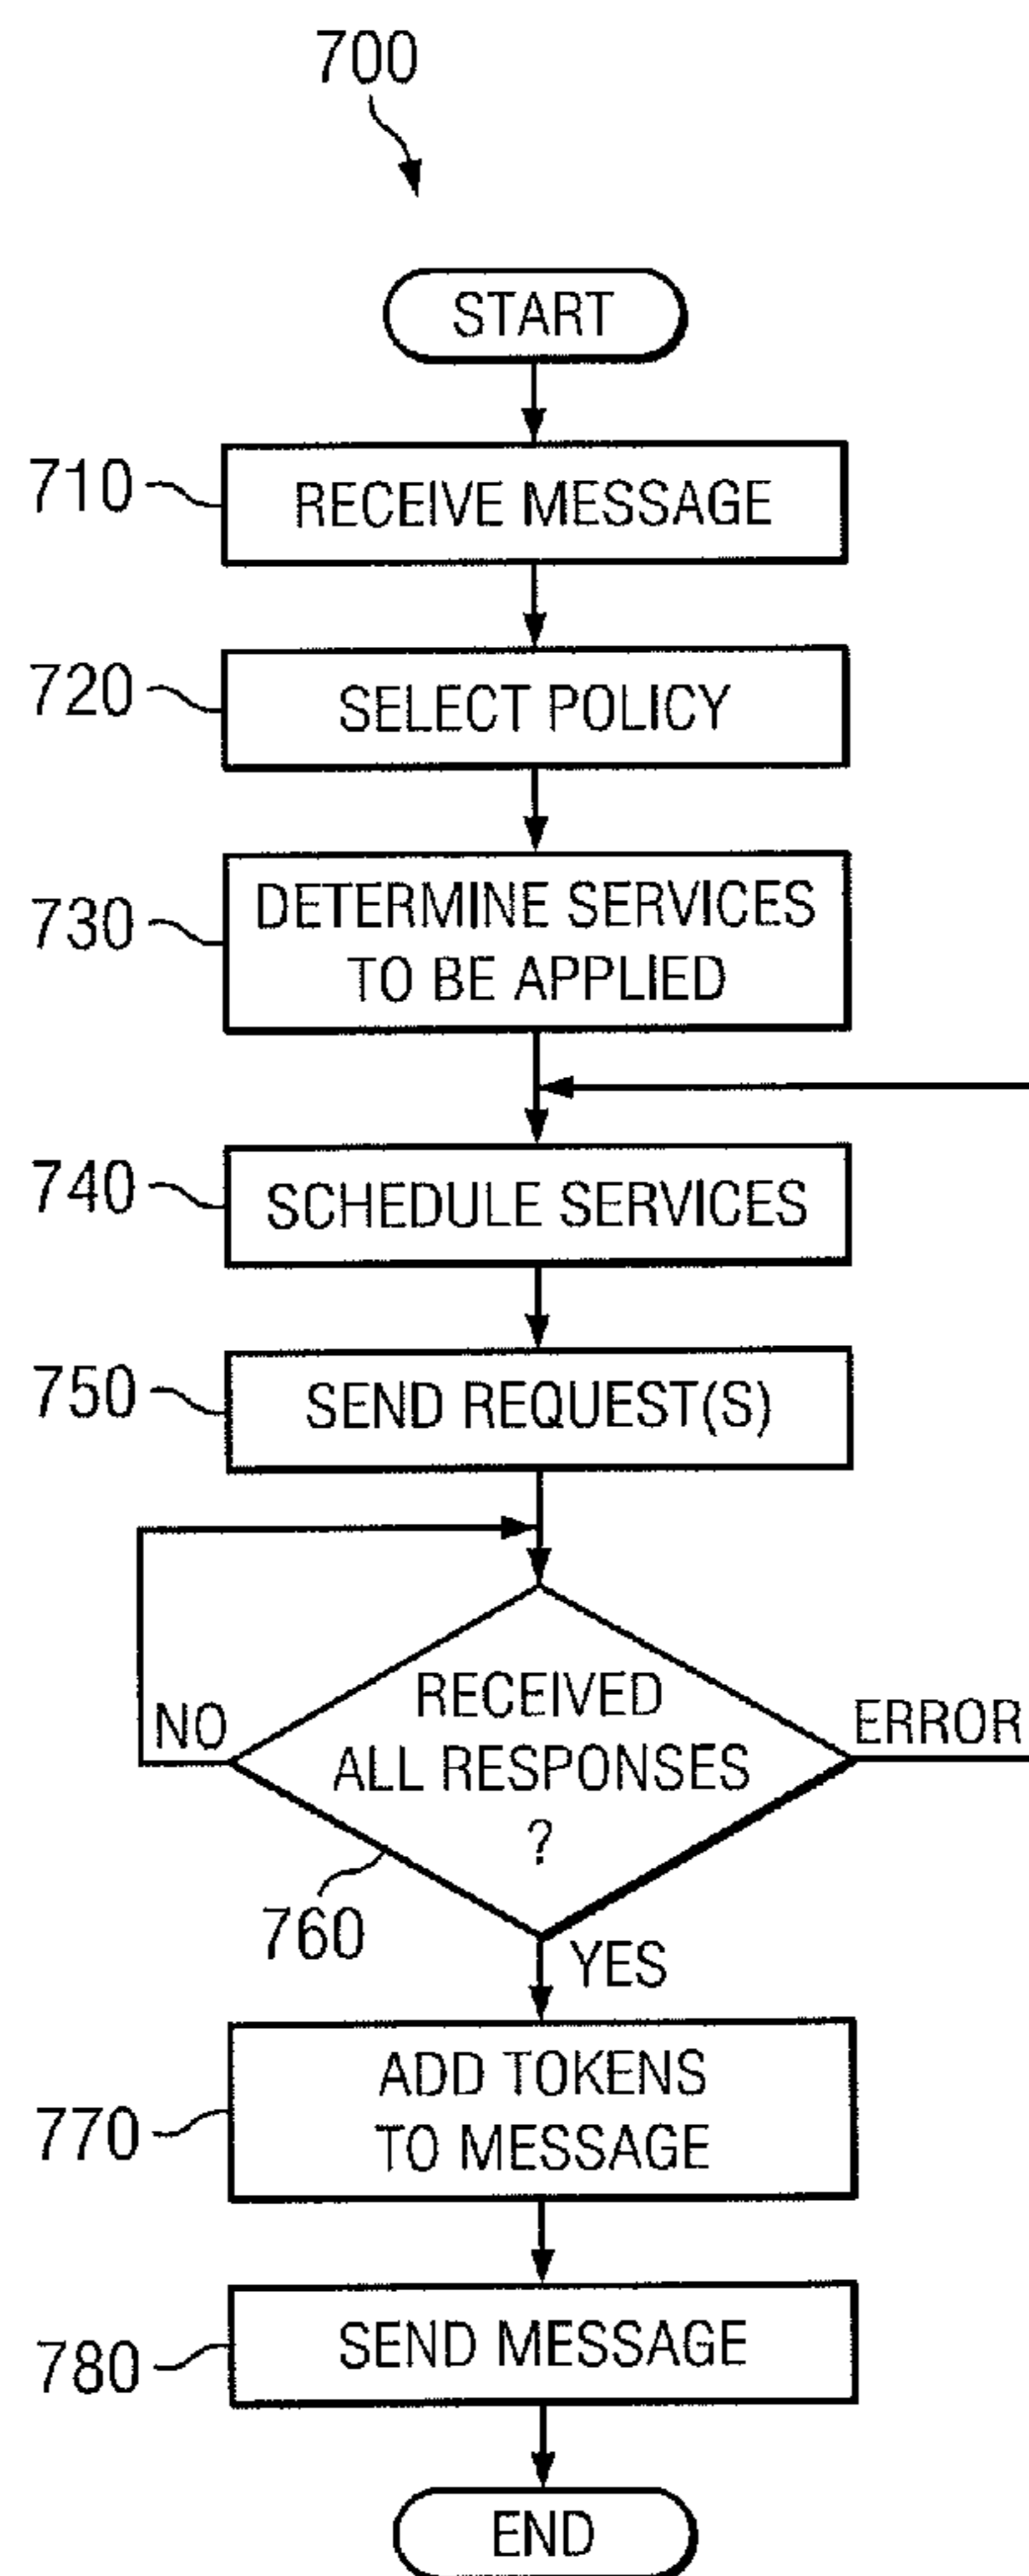 700
START
710
RECEIVE MESSAGE
720
SELECT POLICY
730
DETERMINE SERVICES
TO BE APPLIED
740
SCHEDULE SERVICES
750
SEND REQUEST(S)
RECEIVED
ALL RESPONSES
?
NO
ERROR
760
YES
770
ADD TOKENS
TO MESSAGE
780
SEND MESSAGE
END